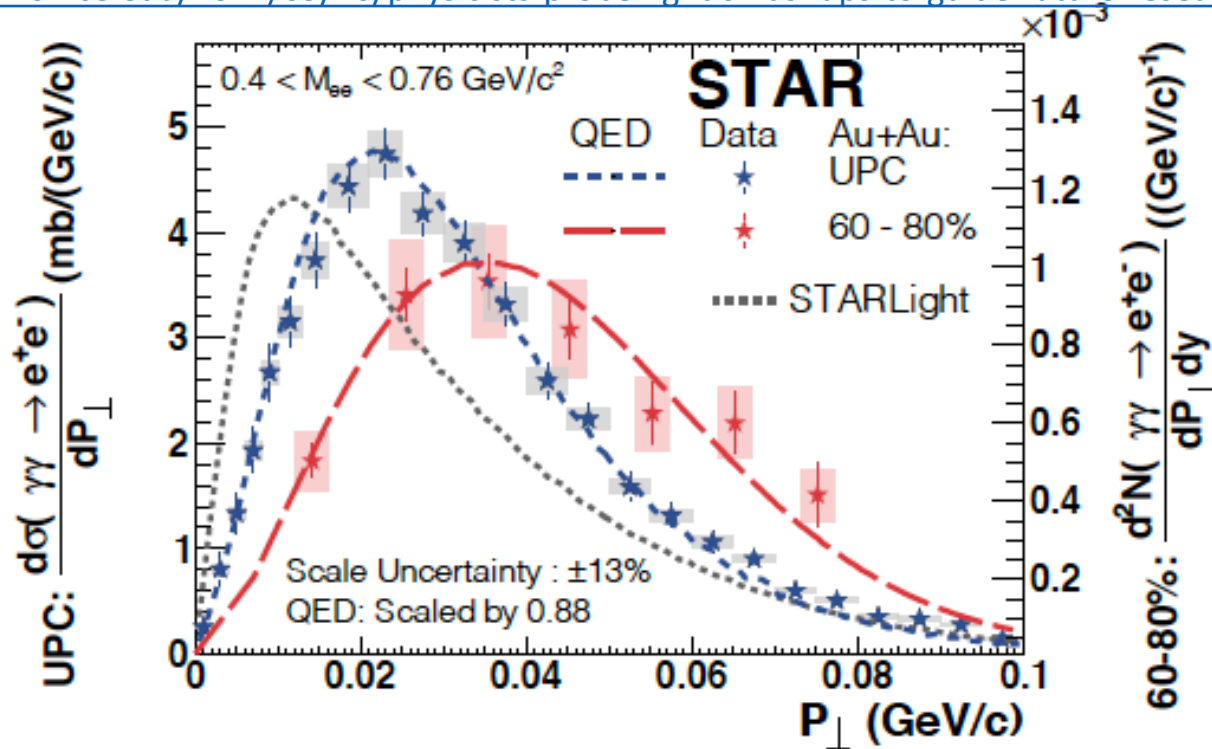 ×10⁻³
0.4 < Mₑₑ < 0.76 GeV/c²
STAR
QED Data Au+Au:
UPC
60 - 80%
STARLight
Scale Uncertainty : ±13%
QED: Scaled by 0.88
5
4
3
2
1
0
1.4
1.2
1
0.8
0.6
0.4
0.2
0 0.02 0.04 0.06 0.08 0.1
P⊥ (GeV/c)
UPC: dσ( γγ → e⁺e⁻) / dP⊥ (mb/(GeV/c))
60-80%: d²N( γγ → e⁺e⁻) / dP⊥dy ((GeV/c)⁻¹)